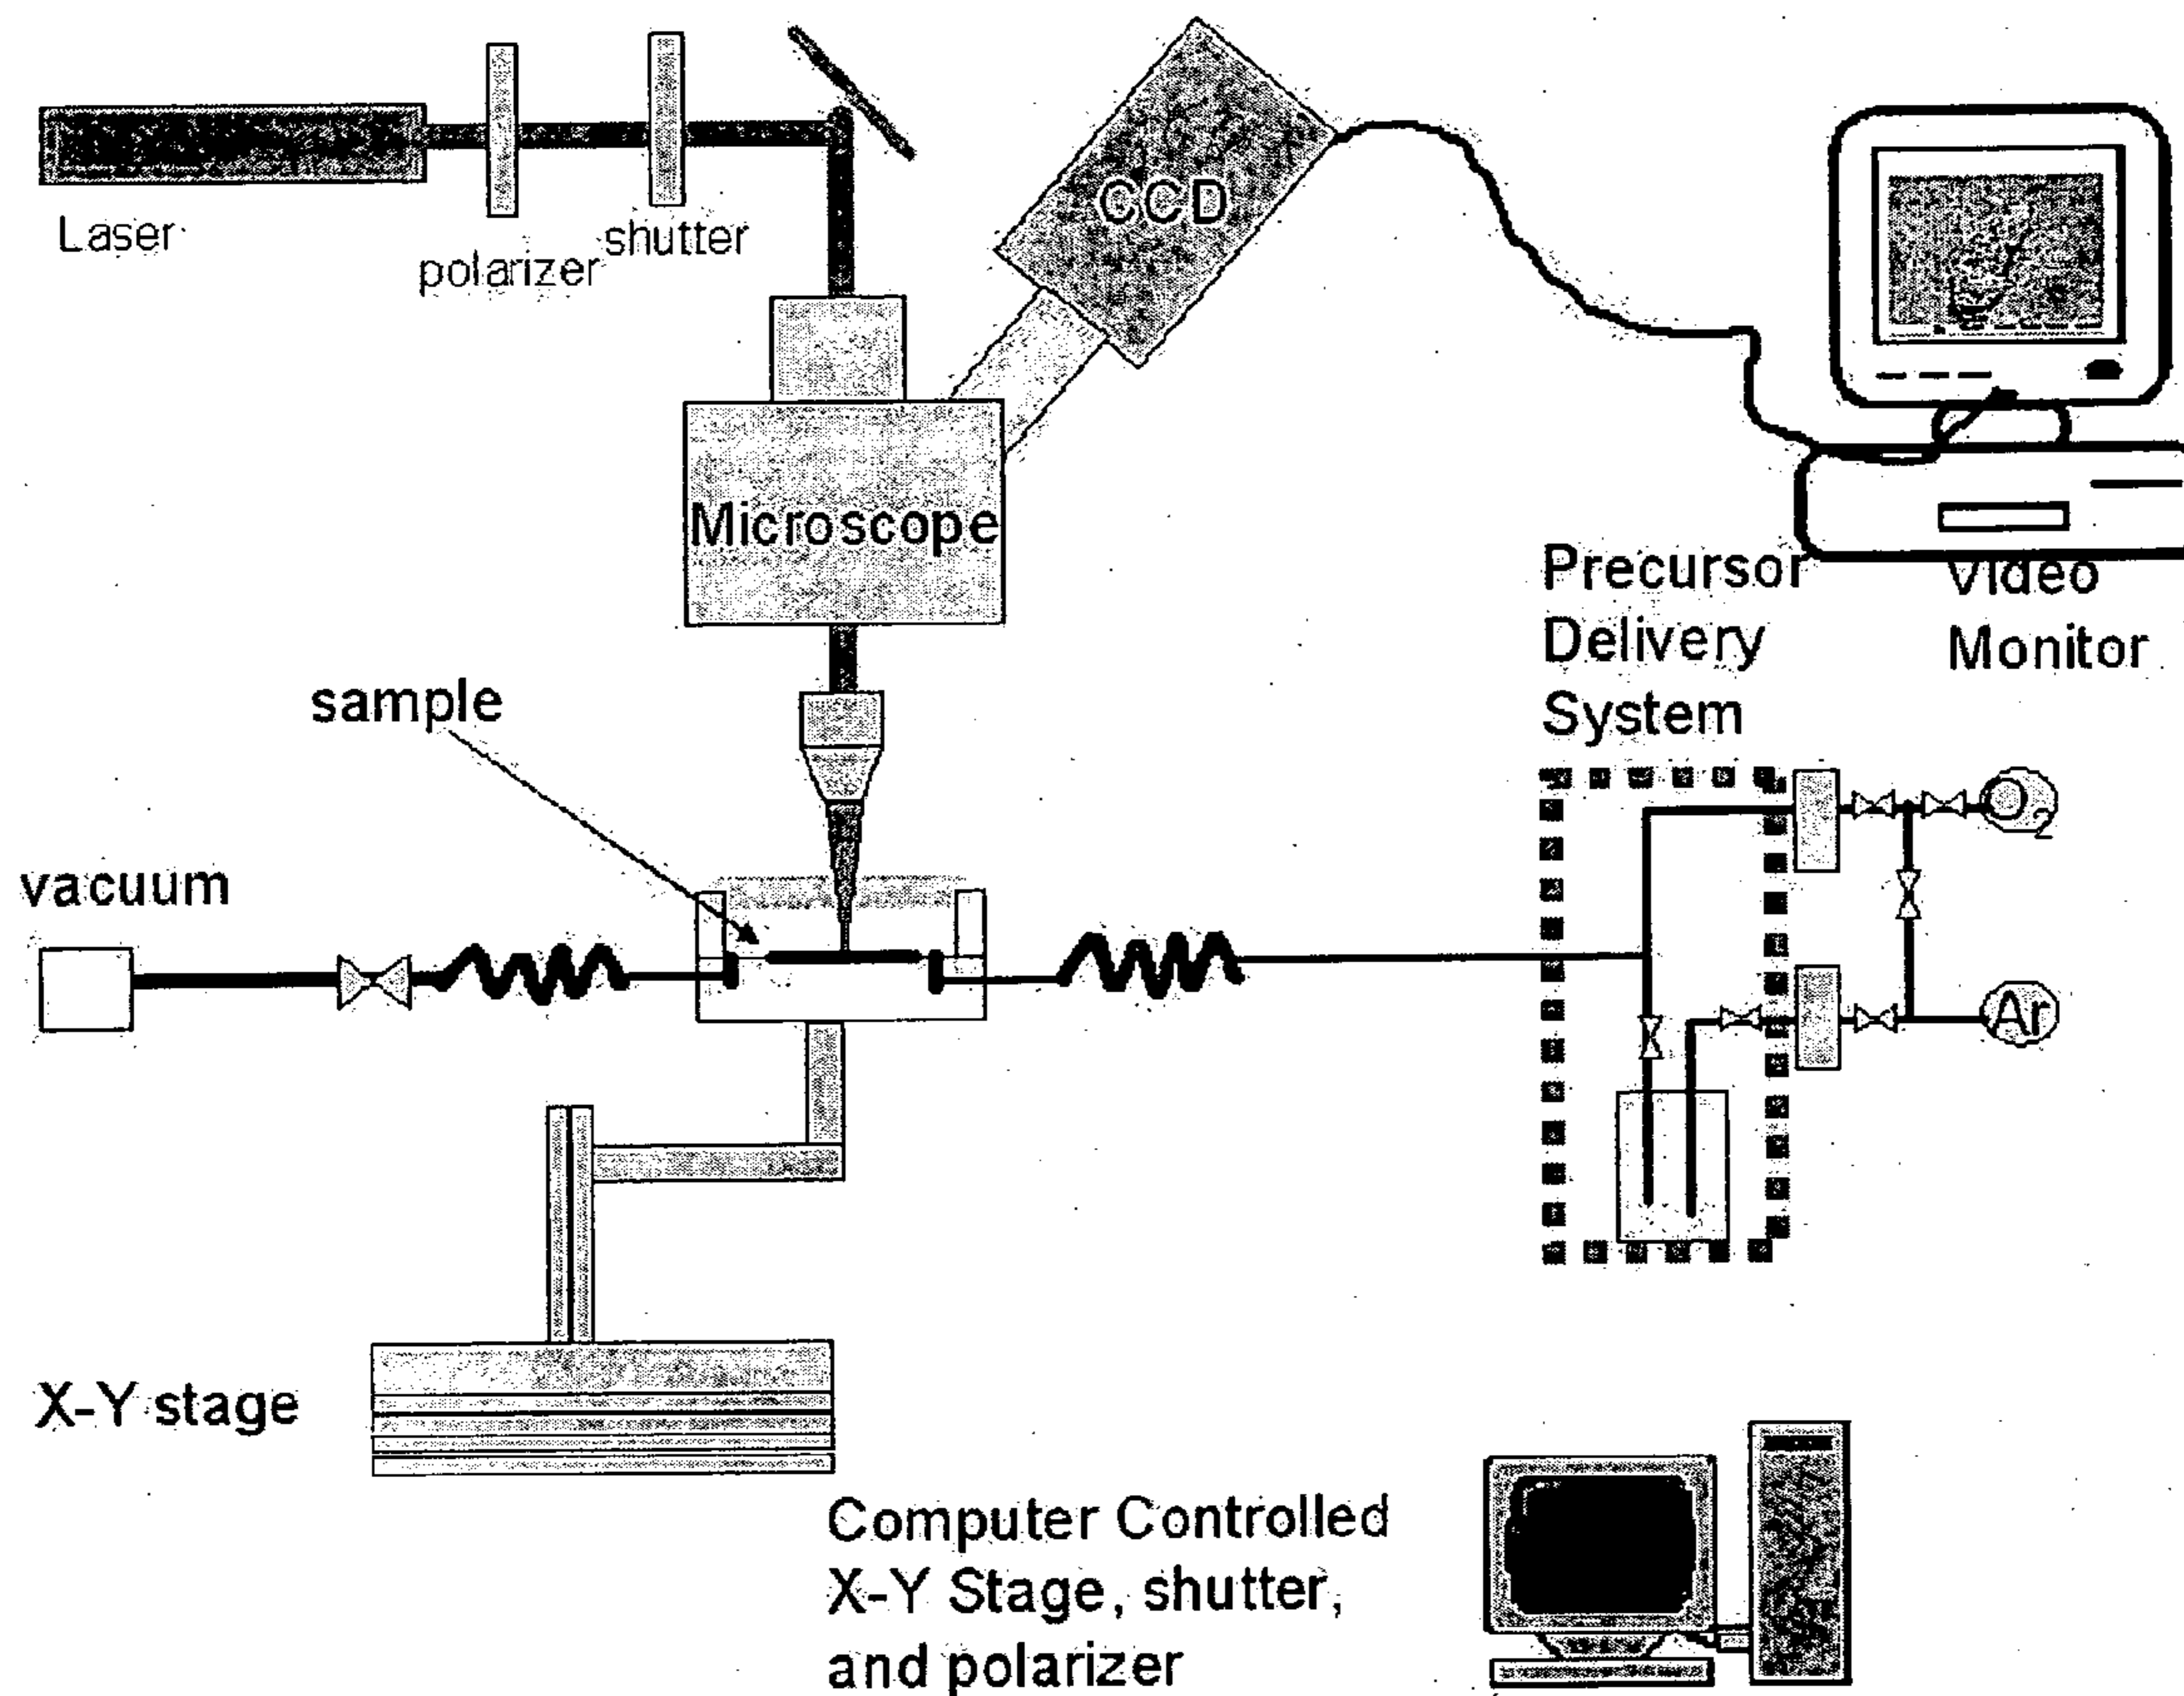 Laser
polarizer
shutter
CCD
Microscope
Precursor
Delivery
System
Video
Monitor
sample
vacuum
O2
Ar
X-Y stage
Computer Controlled
X-Y Stage, shutter,
and polarizer